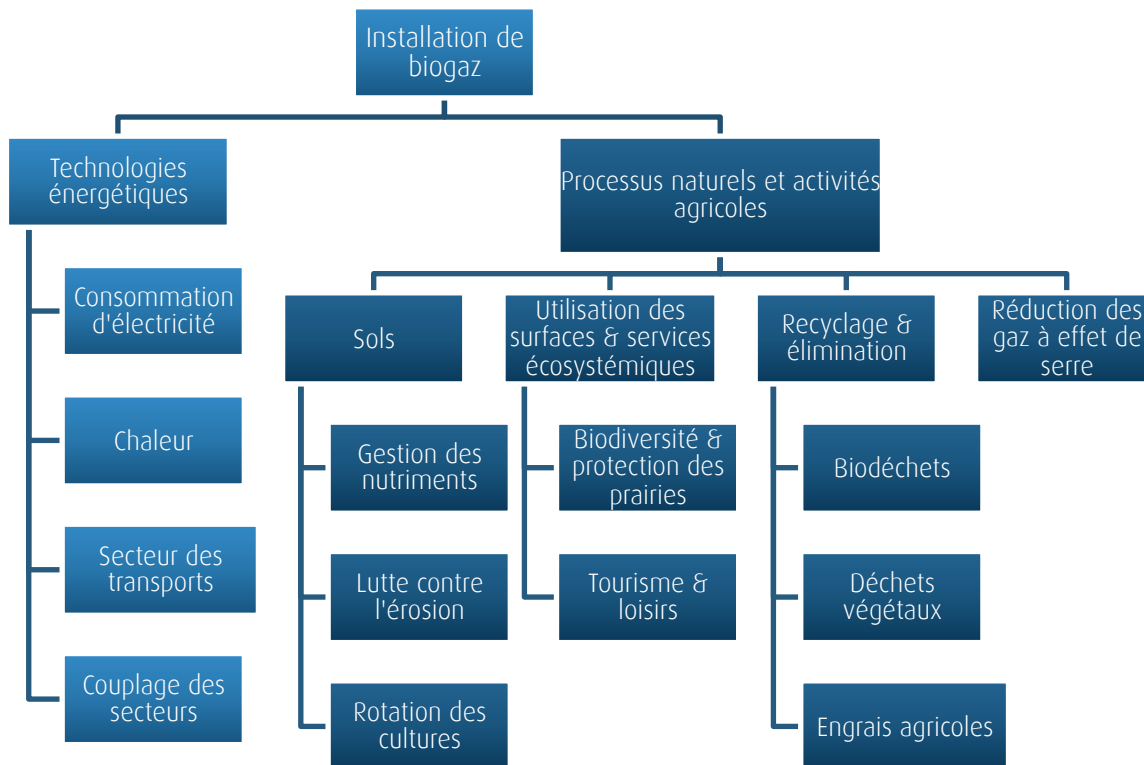 Installation de
biogaz
Technologies
énergétiques
Processus naturels et activités
agricoles
Consommation
d'électricité
Chaleur
Secteur des
transports
Couplage des
secteurs
Sols
Gestion des
nutriments
Lutte contre
l'érosion
Rotation des
cultures
Utilisation des
surfaces & services
écosystémiques
Biodiversité &
protection des
prairies
Tourisme &
loisirs
Recyclage &
élimination
Biodéchets
Déchets
végétaux
Engrais agricoles
Réduction des
gaz à effet de
serre